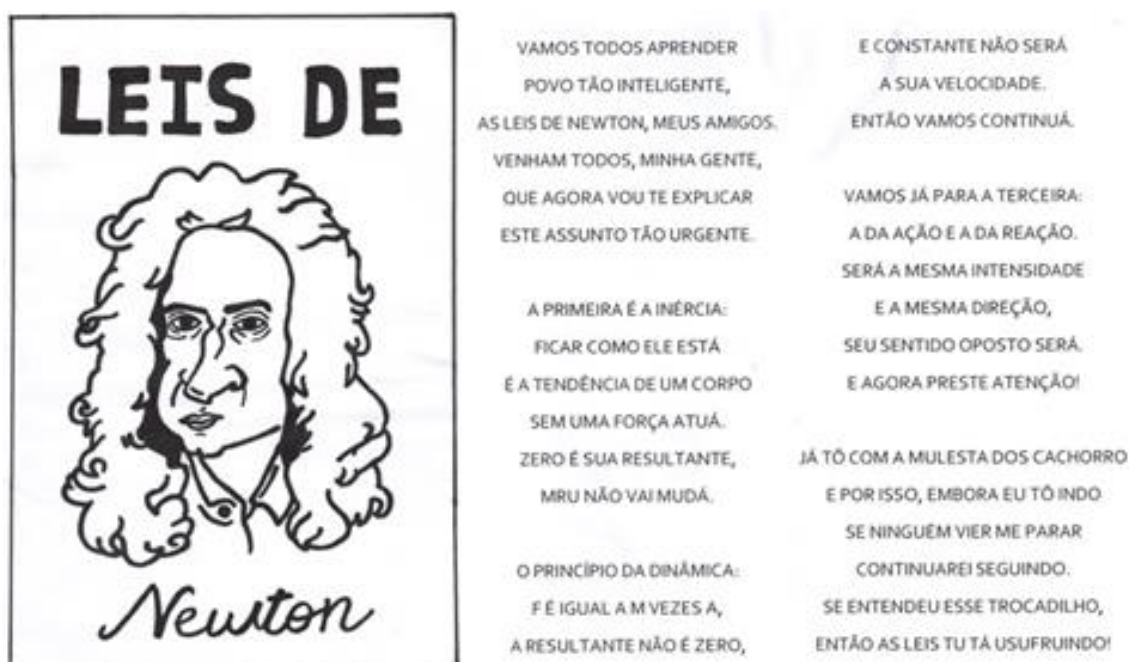 LEIS DE
Newton
VAMOS TODOS APRENDER
POVO TÃO INTELIGENTE,
AS LEIS DE NEWTON, MEUS AMIGOS.
VENHAM TODOS, MINHA GENTE,
QUE AGORA VOU TE EXPLICAR
ESTE ASSUNTO TÃO URGENTE.
A PRIMEIRA É A INÉRCIA:
FICAR COMO ELE ESTÁ
É A TENDÊNCIA DE UM CORPO
SEM UMA FORÇA ATUÁ.
ZERO É SUA RESULTANTE,
MRU NÃO VAI MUDÁ.
O PRINCÍPIO DA DINÂMICA:
F É IGUAL A M VEZES A,
A RESULTANTE NÃO É ZERO,
E CONSTANTE NÃO SERÁ
A SUA VELOCIDADE.
ENTÃO VAMOS CONTINUÁ.
VAMOS JÁ PARA A TERCEIRA:
A DA AÇÃO E A DA REAÇÃO.
SERÁ A MESMA INTENSIDADE
E A MESMA DIREÇÃO,
SEU SENTIDO OPOSTO SERÁ.
E AGORA PRESTE ATENÇÃO!
JÁ TÔ COM A MULESTA DOS CACHORRO
E POR ISSO, EMBORA EU TÔ INDO
SE NINGUÉM VIER ME PARAR
CONTINUAREI SEGUINDO.
SE ENTENDEU ESSE TROCADILHO,
ENTÃO AS LEIS TU TÁ USUFRUINDO!